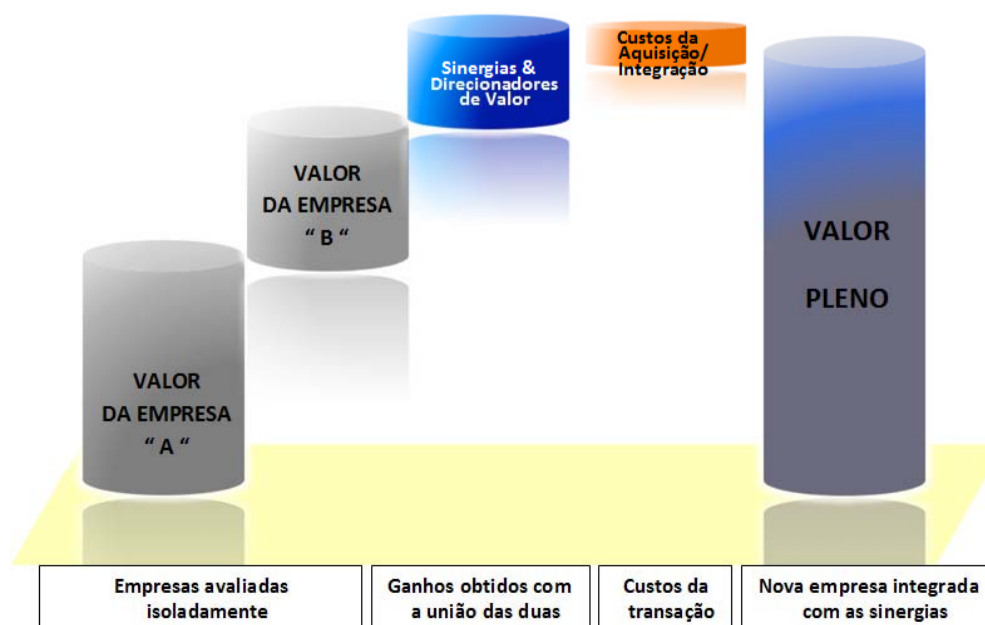 Sinergias &
Direcionadores
de Valor
Custos da
Aquisição/
Integração
VALOR
DA EMPRESA
“ B “
VALOR
PLENO
VALOR
DA EMPRESA
“ A “
Empresas avaliadas
isoladamente
Ganhos obtidos com
a união das duas
Custos da
transação
Nova empresa integrada
com as sinergias